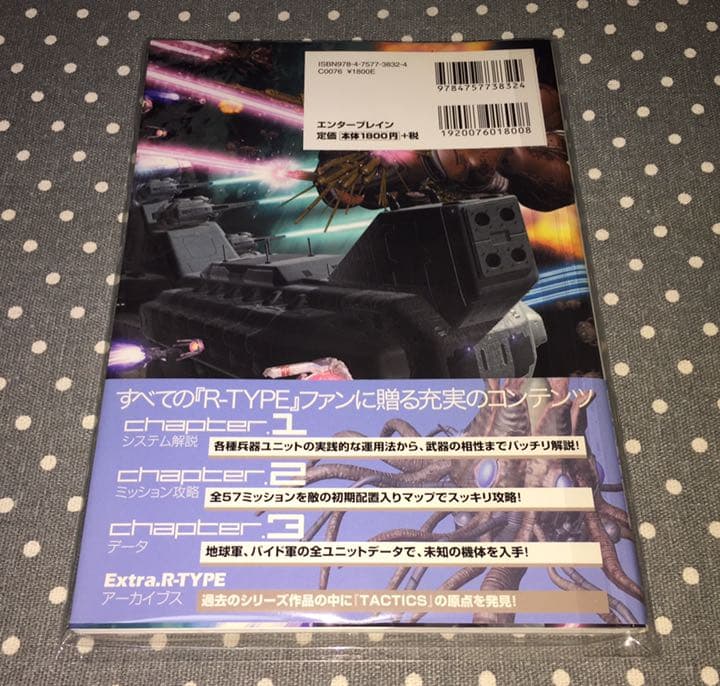 ISBN978-4-7577-3832-4
C0076 ¥1800E
9784757738324
エンターブレイン
定価 本体1800円+税
1920076018008
すべての『R-TYPE』ファンに贈る充実のコンテンツ
chapter.1
システム解説
各種兵器ユニットの実践的な運用法から、武器の相性までバッチリ解説!
chapter.2
ミッション攻略
全57ミッションを敵の初期配置入りマップでスッキリ攻略!
chapter.3
データ
地球軍、バイド軍の全ユニットデータで、未知の機体を入手!
Extra.R-TYPE
アーカイブス
過去のシリーズ作品の中に『TACTICS』の原点を発見!